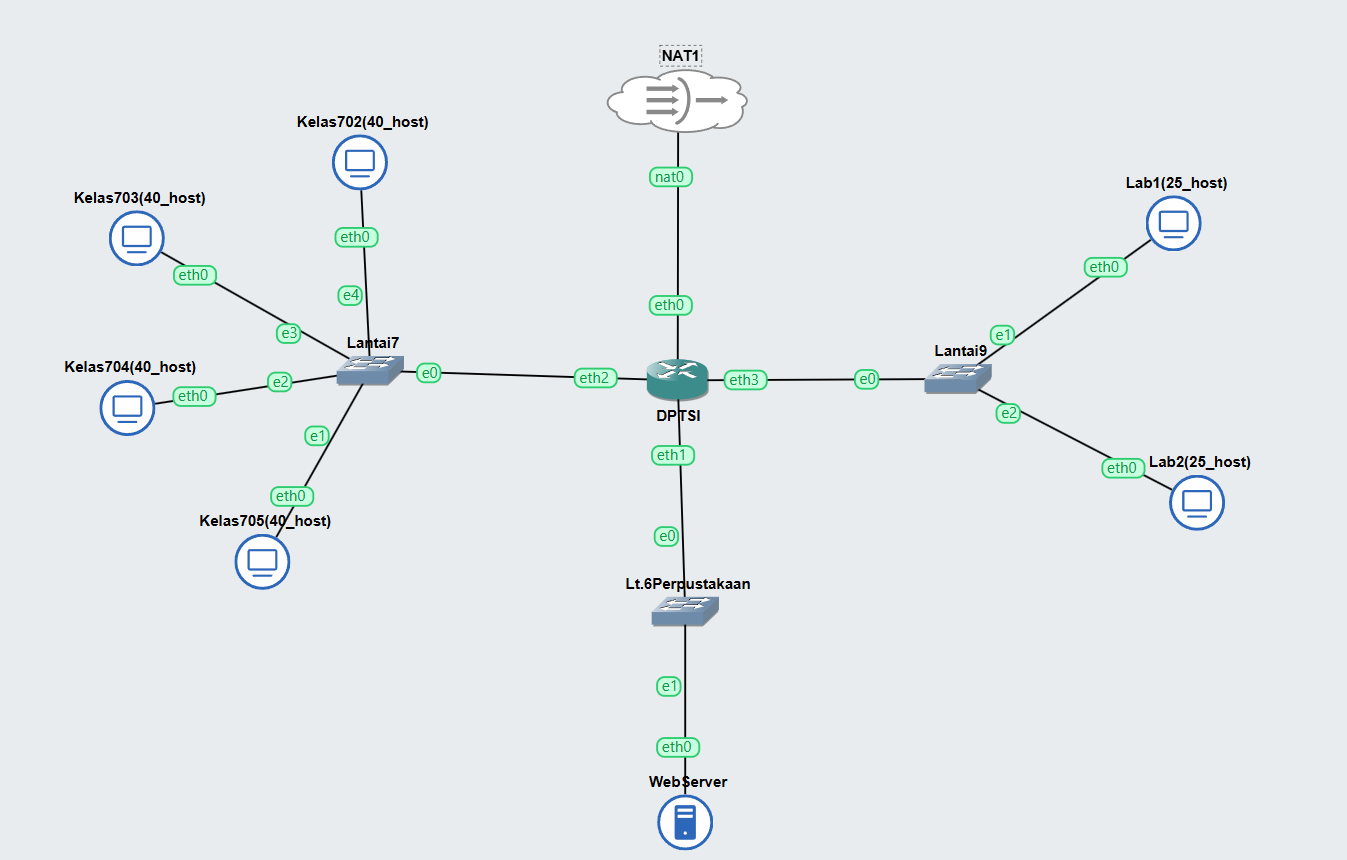 NAT1
nat0
eth0
Kelas702(40_host)
eth0
e4
Kelas703(40_host)
eth0
e3
Kelas704(40_host)
eth0
e2
Kelas705(40_host)
eth0
e1
Lantai7
e0
eth2
DPTSI
eth3
e0
Lantai9
e1
eth0
Lab1(25_host)
e2
eth0
Lab2(25_host)
eth1
e0
Lt.6Perpustakaan
e1
eth0
WebServer